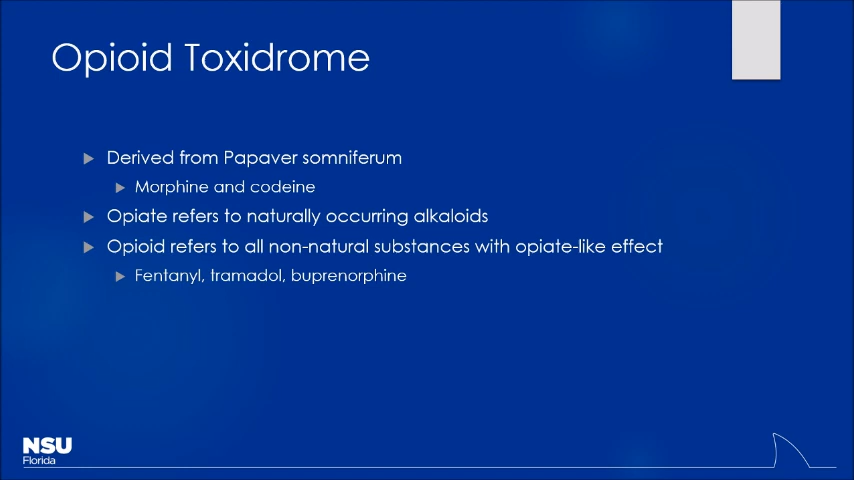 Opioid Toxidrome
Derived from Papaver somniferum
Morphine and codeine
Opiate refers to naturally occurring alkaloids
Opioid refers to all non-natural substances with opiate-like effect
Fentanyl, tramadol, buprenorphine
NSU
Florida